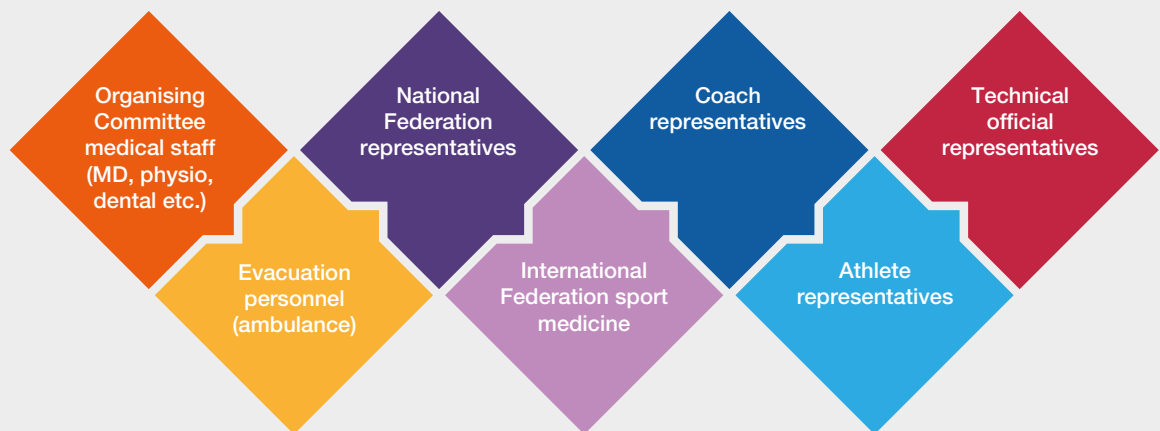 Organising
Committee
medical staff
(MD, physio,
dental etc.)
National
Federation
representatives
Coach
representatives
Technical
official
representatives
Evacuation
personnel
(ambulance)
International
Federation sport
medicine
Athlete
representatives